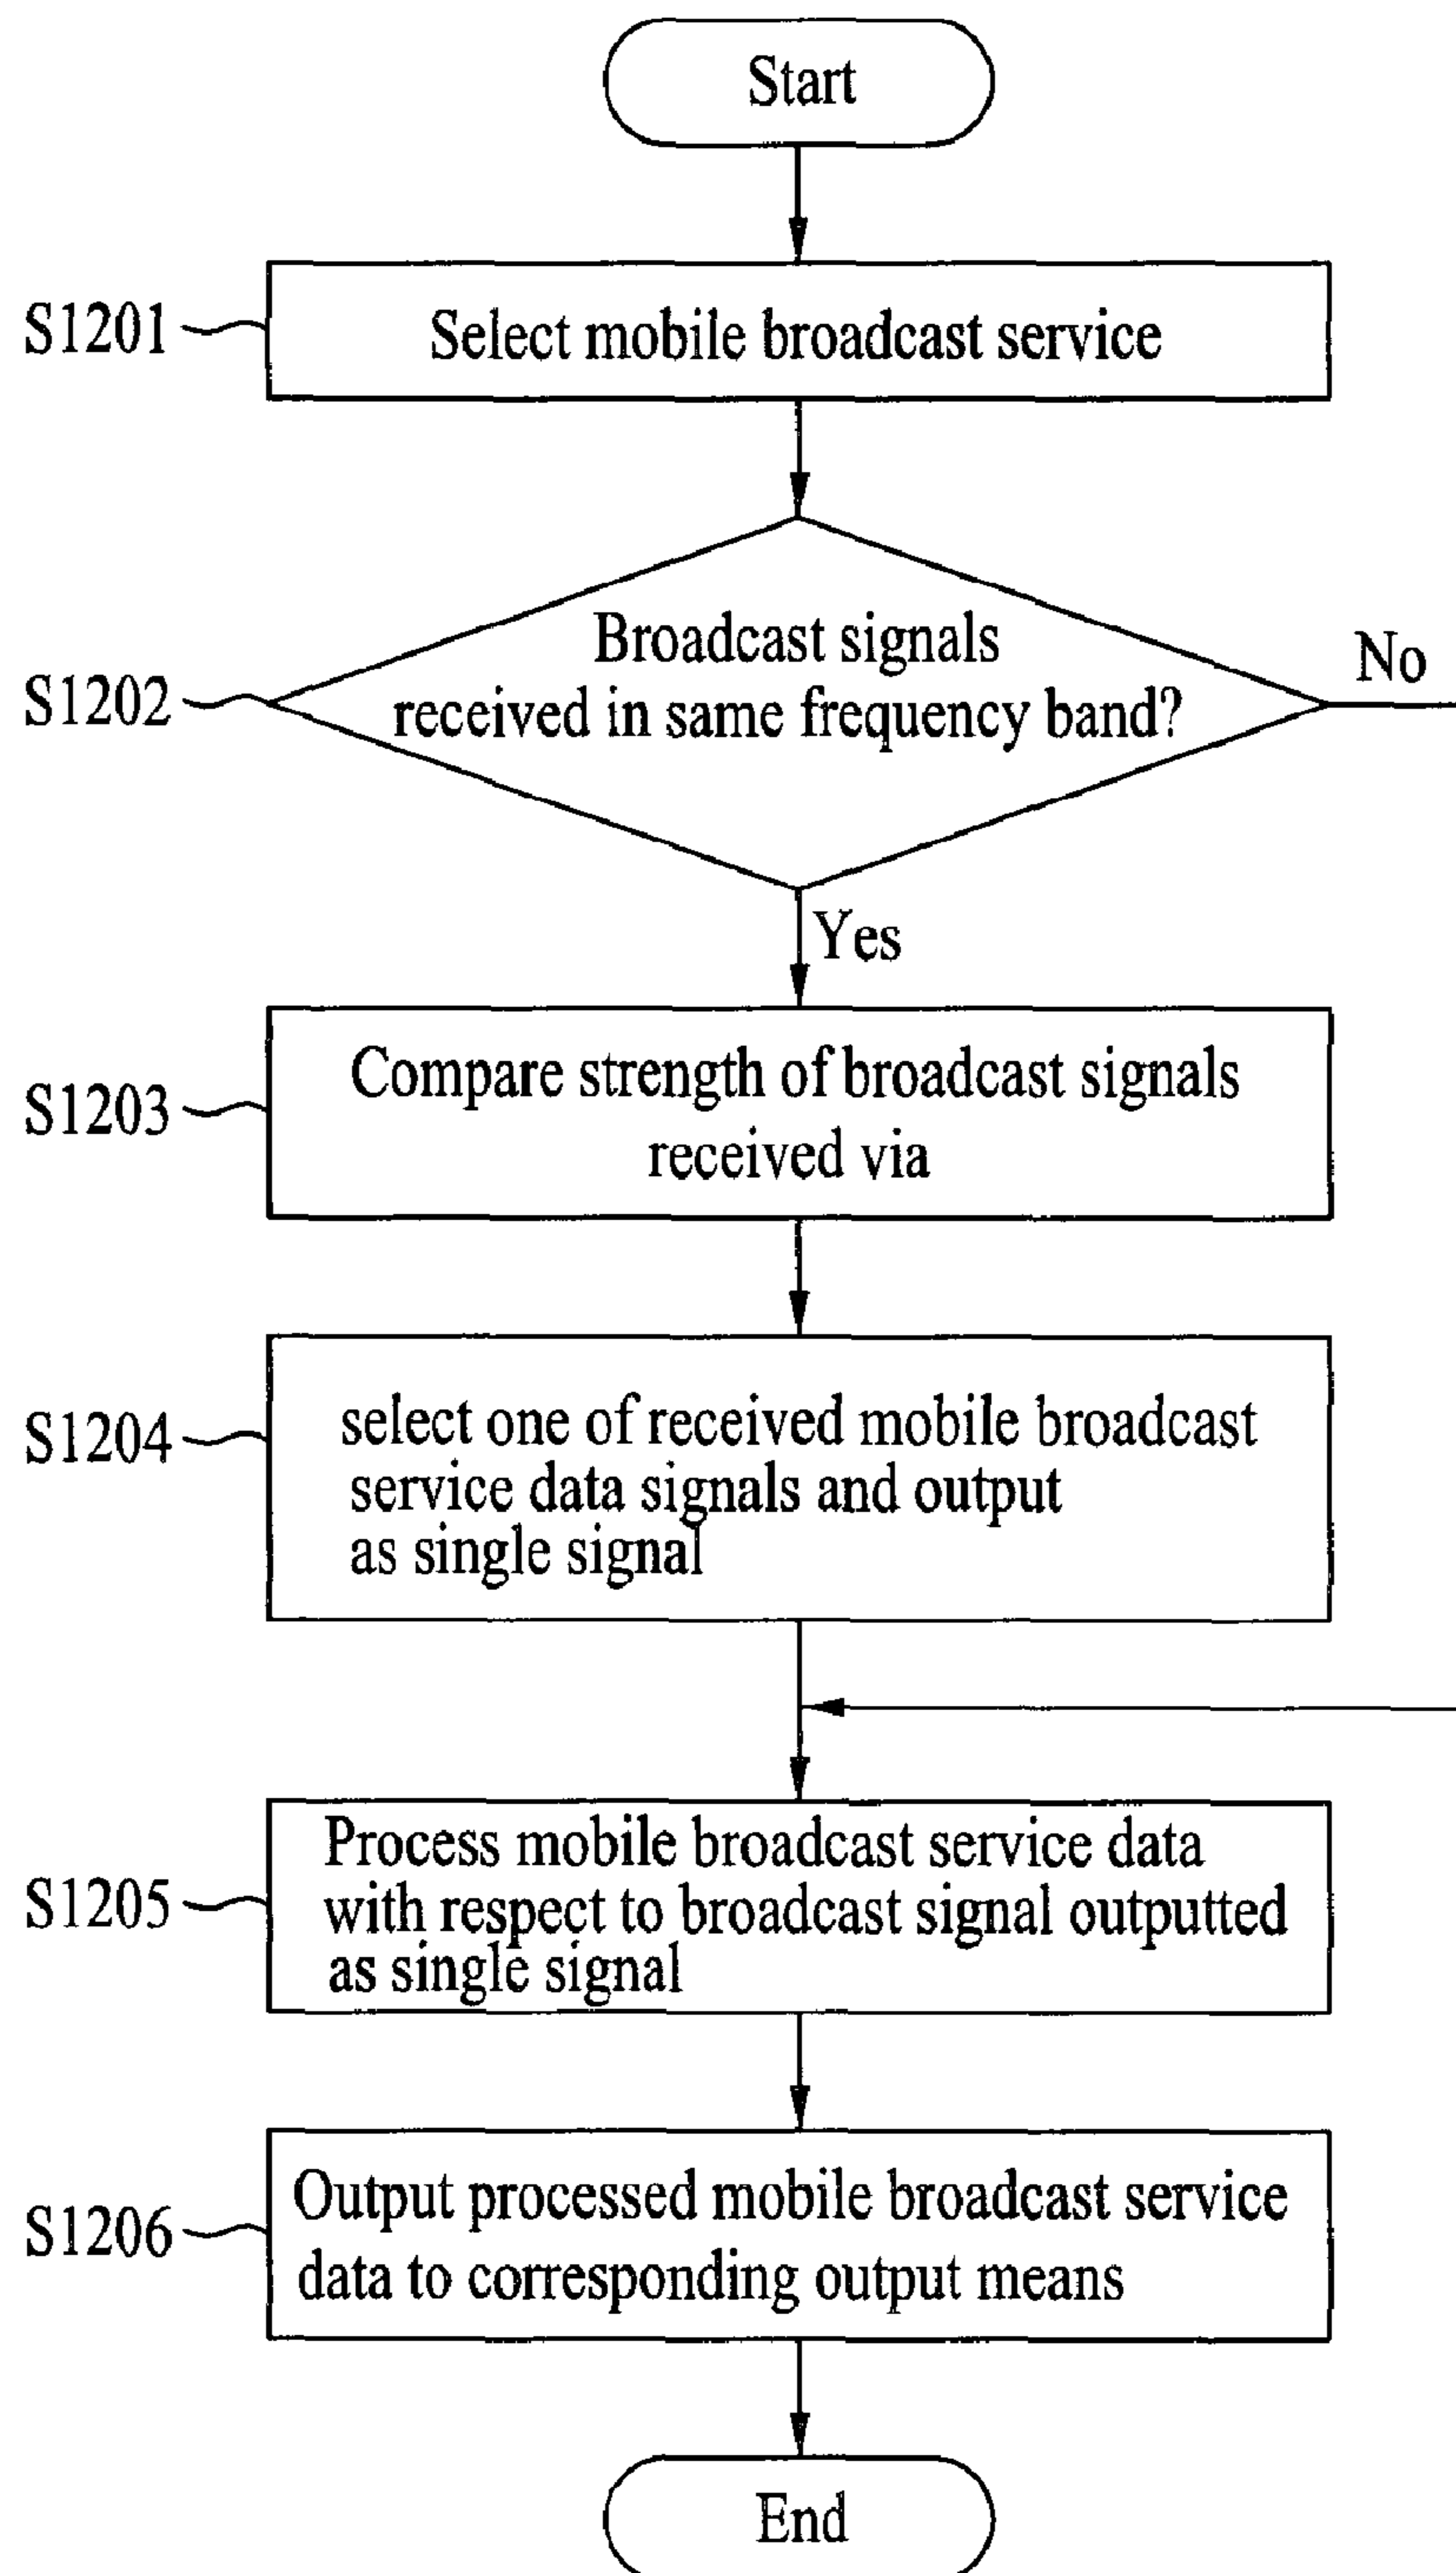 Start
S1201
Select mobile broadcast service
S1202
Broadcast signals
received in same frequency band?
No
Yes
S1203
Compare strength of broadcast signals
received via
S1204
select one of received mobile broadcast
service data signals and output
as single signal
S1205
Process mobile broadcast service data
with respect to broadcast signal outputted
as single signal
S1206
Output processed mobile broadcast service
data to corresponding output means
End